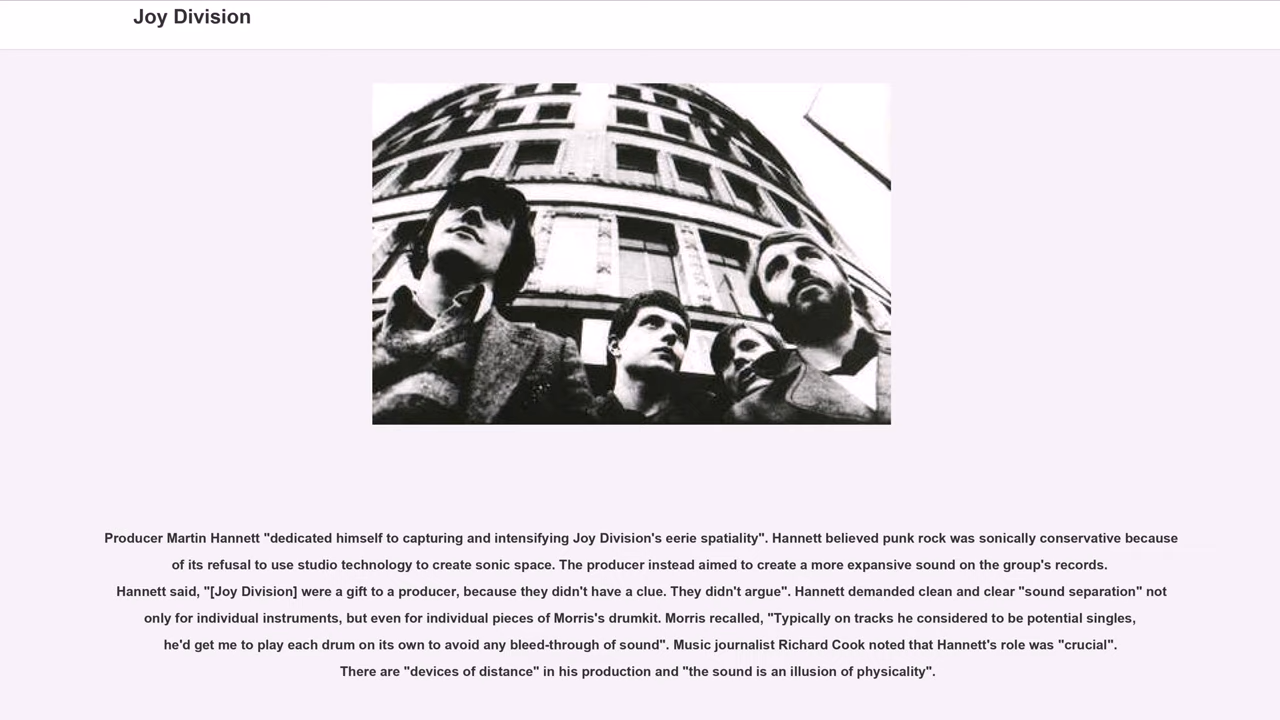 Joy Division
Producer Martin Hannett "dedicated himself to capturing and intensifying Joy Division's eerie spatiality". Hannett believed punk rock was sonically conservative because
of its refusal to use studio technology to create sonic space. The producer instead aimed to create a more expansive sound on the group's records.
Hannett said, "[Joy Division] were a gift to a producer, because they didn't have a clue. They didn't argue". Hannett demanded clean and clear "sound separation" not
only for individual instruments, but even for individual pieces of Morris's drumkit. Morris recalled, "Typically on tracks he considered to be potential singles,
he'd get me to play each drum on its own to avoid any bleed-through of sound". Music journalist Richard Cook noted that Hannett's role was "crucial".
There are "devices of distance" in his production and "the sound is an illusion of physicality".